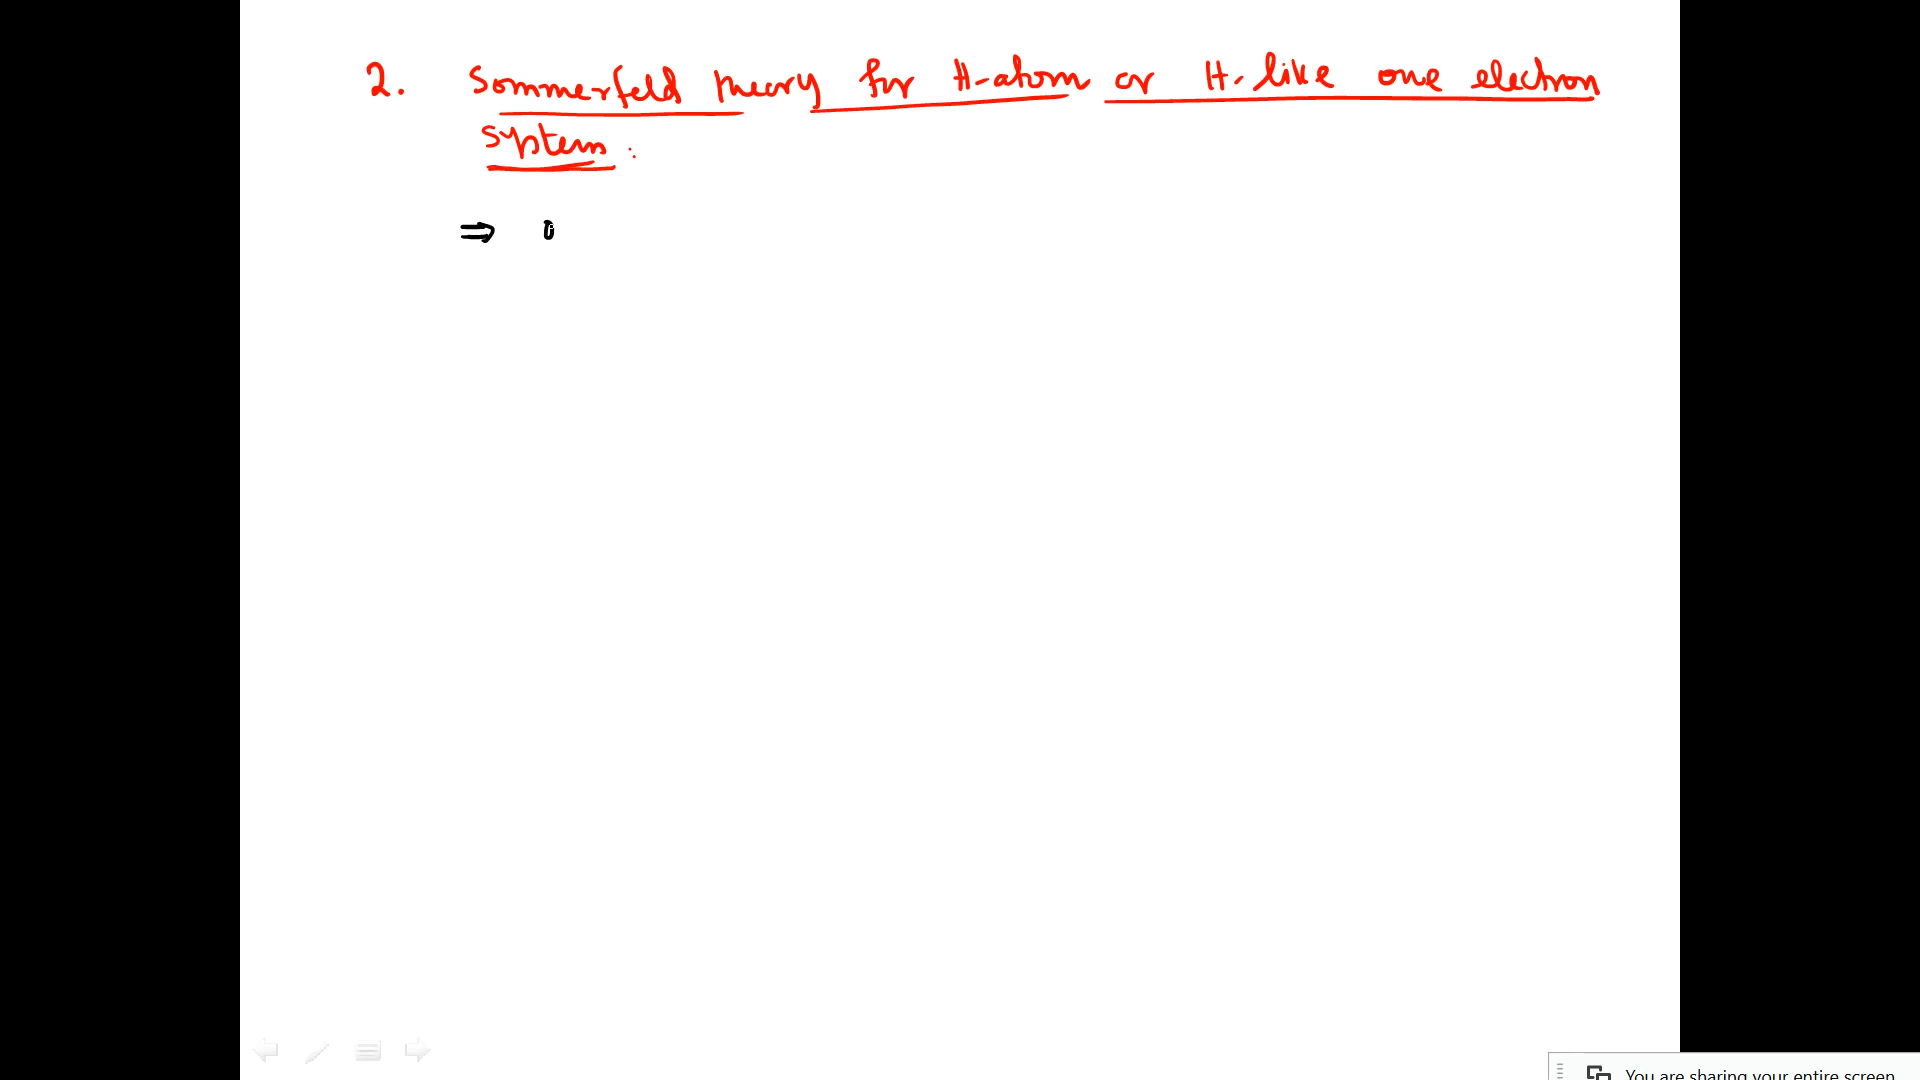 2. Sommerfeld theory for H-atom or H-like one electron
system :
⇒
You are sharing your entire screen